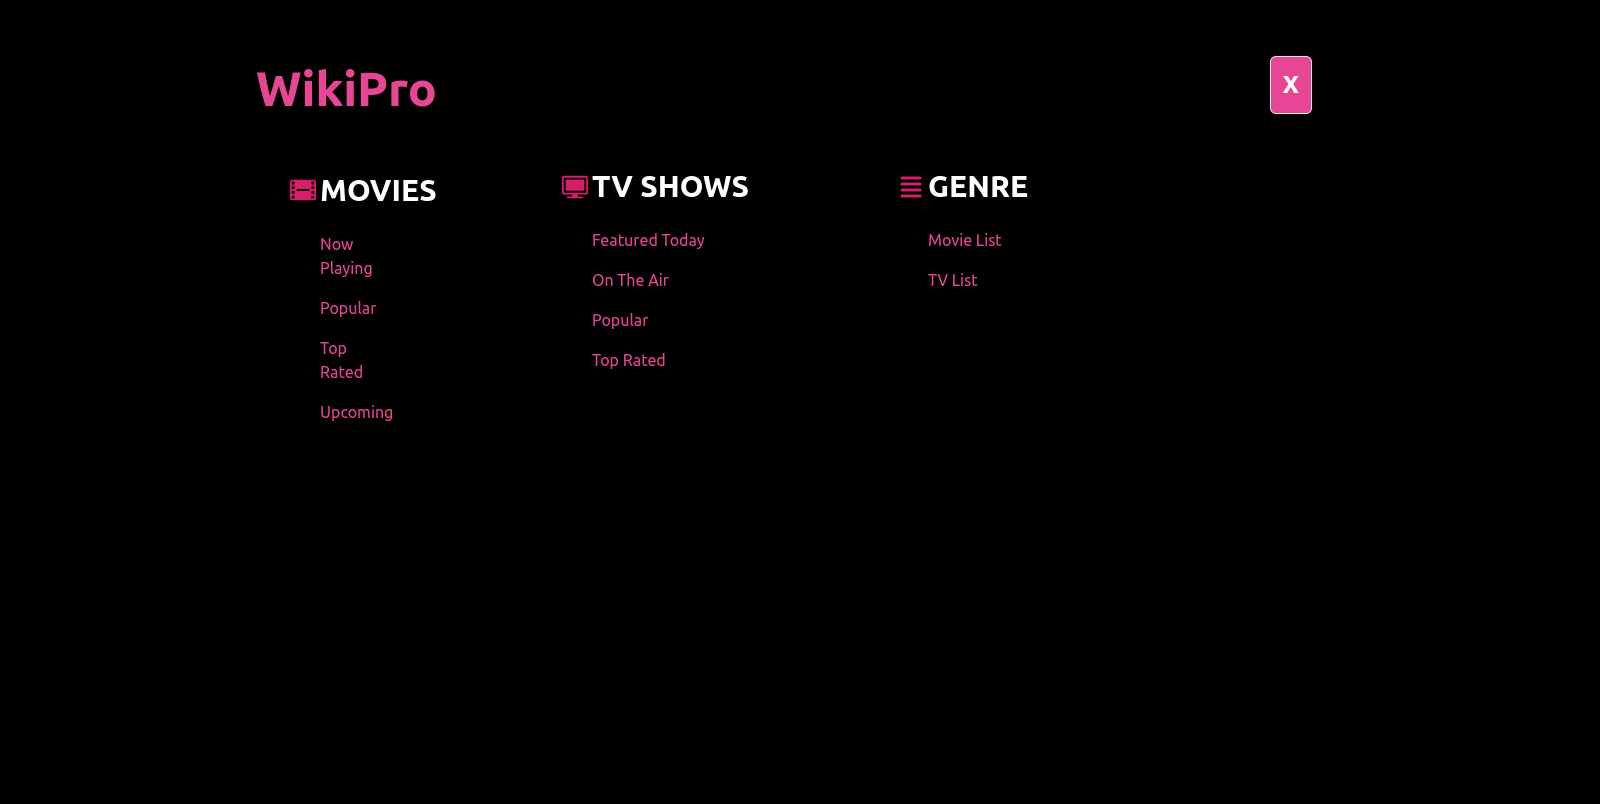 WikiPro
X
MOVIES
Now
Playing
Popular
Top
Rated
Upcoming
TV SHOWS
Featured Today
On The Air
Popular
Top Rated
GENRE
Movie List
TV List